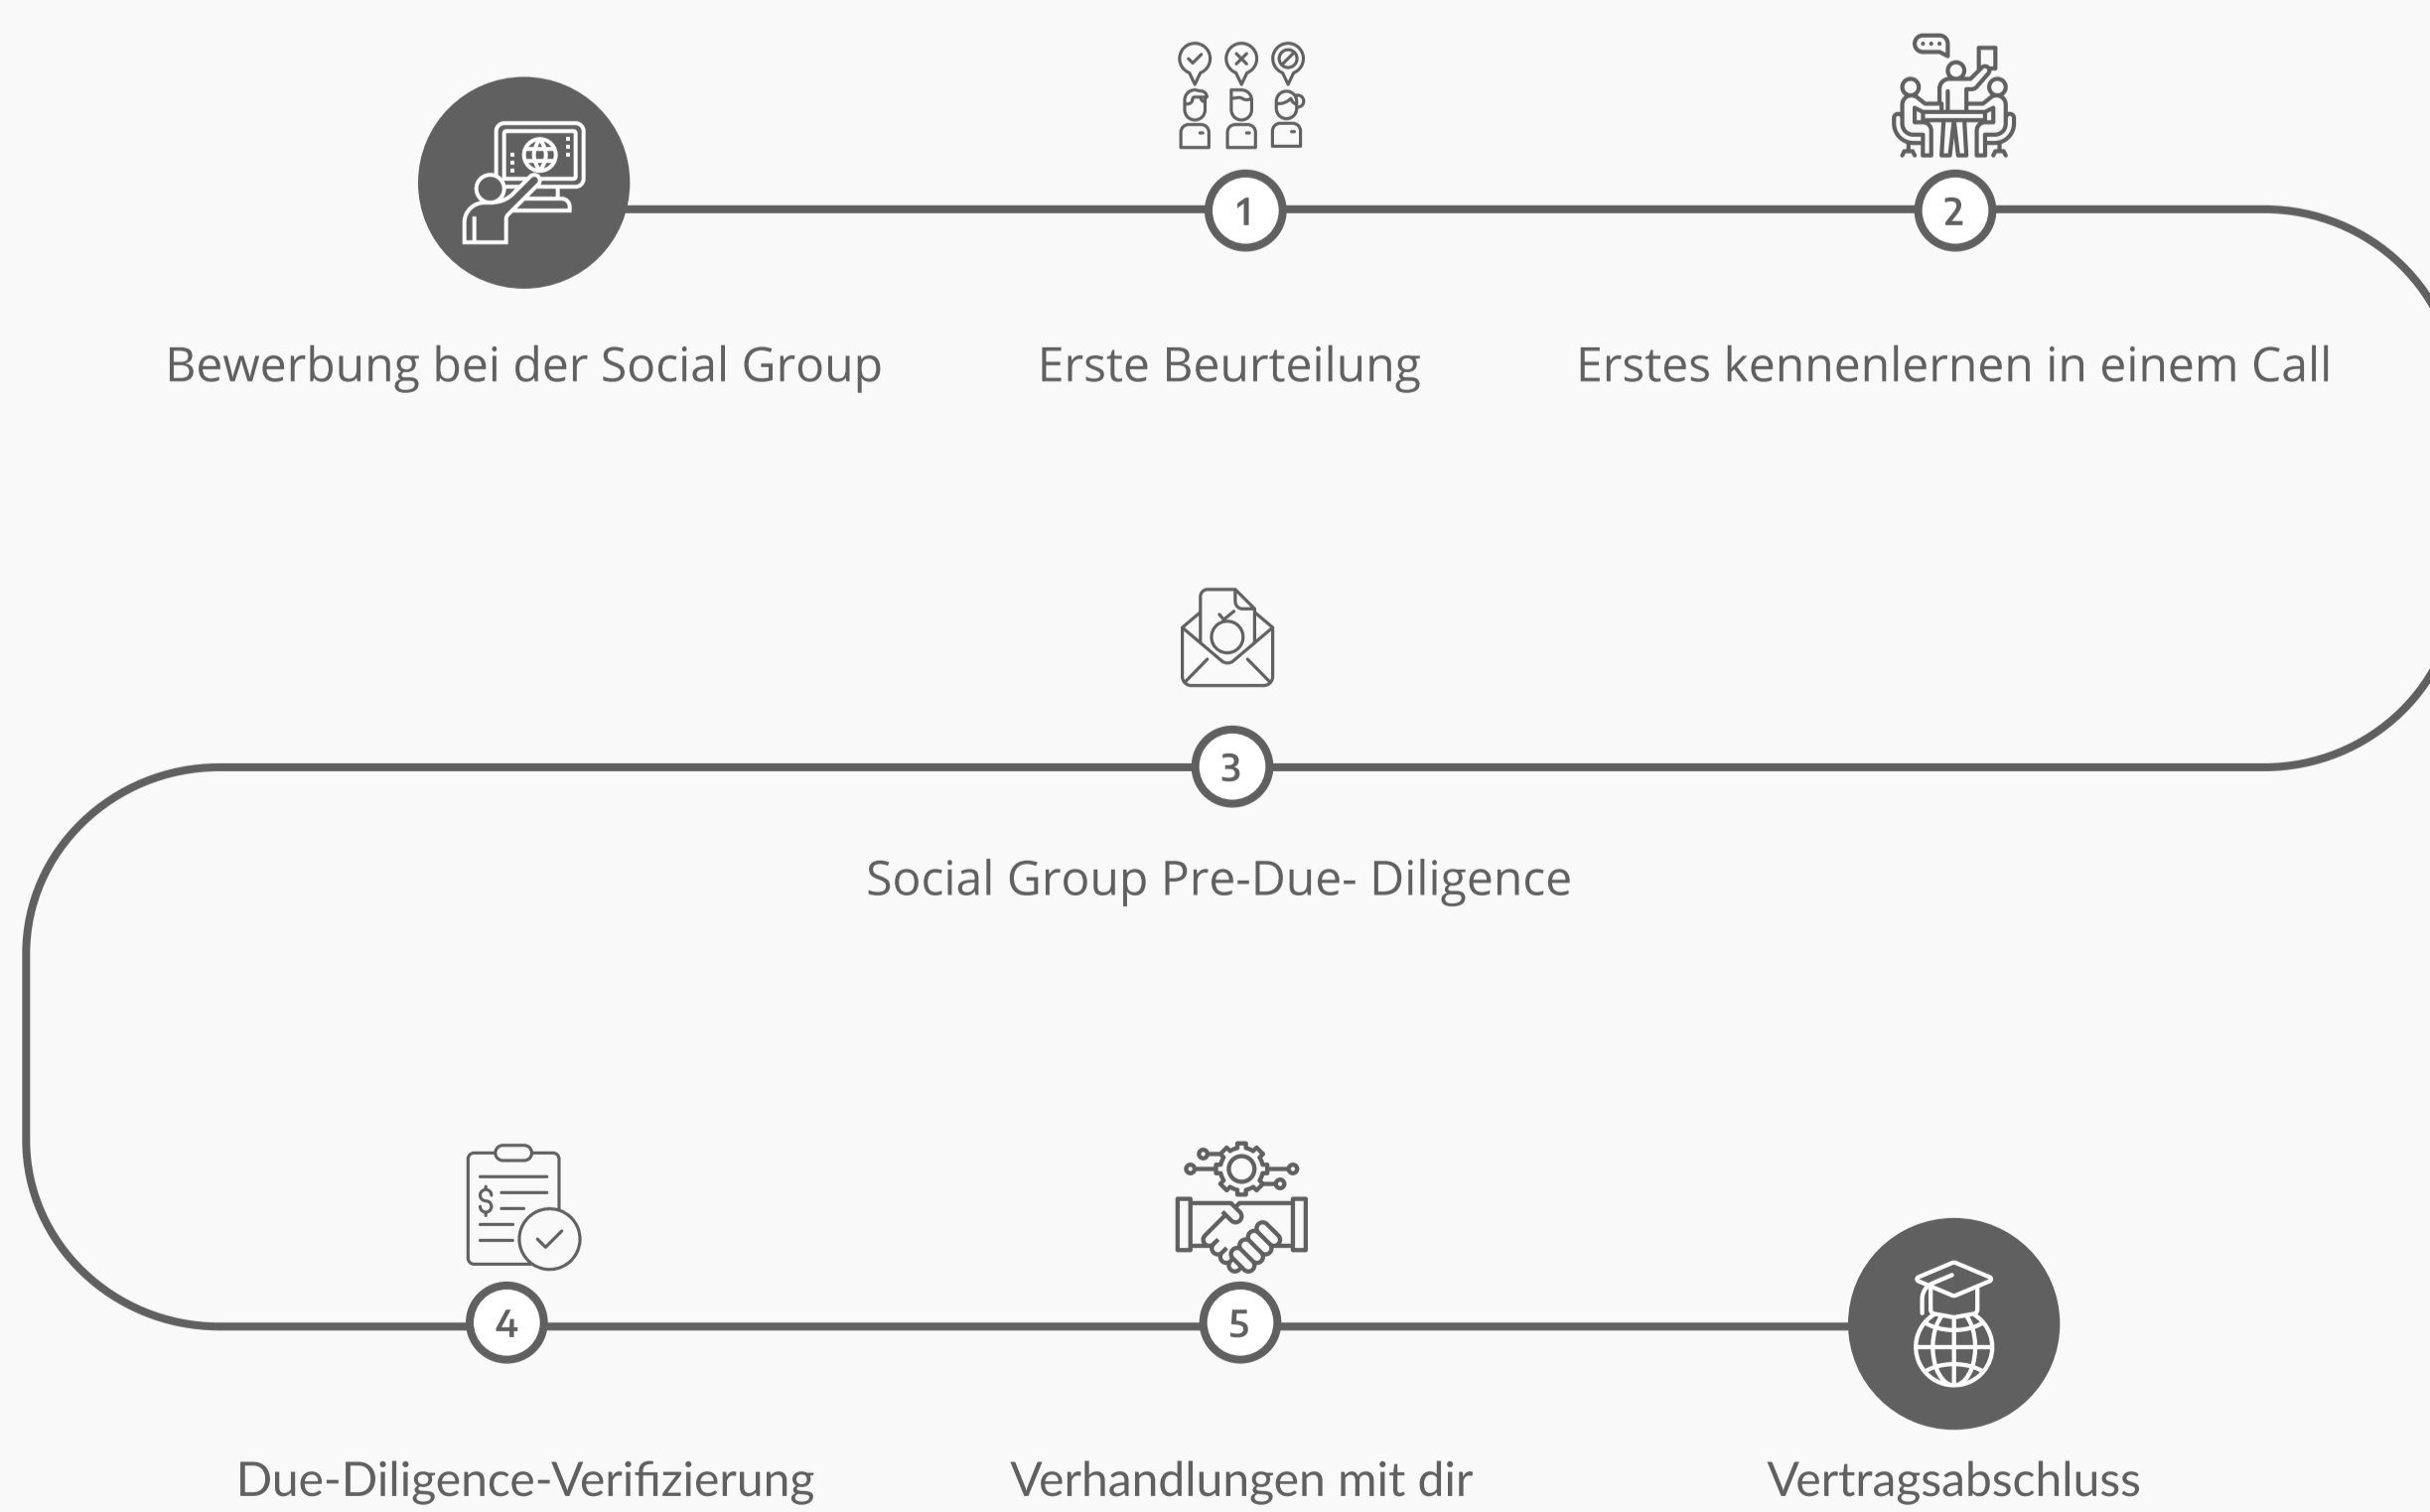 1
2
Bewerbung bei der Social Group
Erste Beurteilung
Erstes kennenlernen in einem Call
3
Social Group Pre-Due- Diligence
4
5
Due-Diligence-Verifizierung
Verhandlungen mit dir
Vertragsabschluss